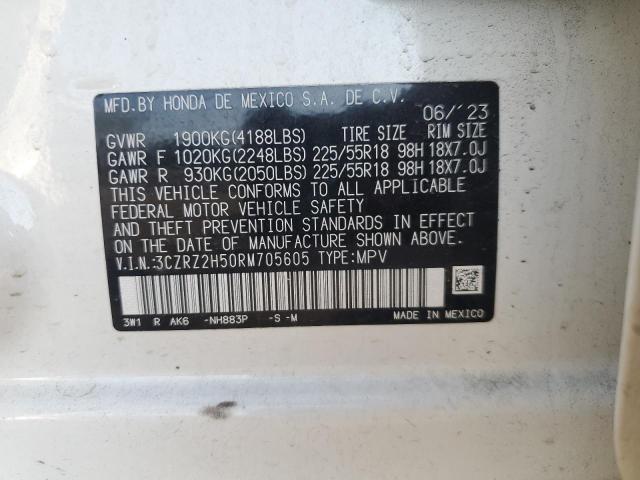 MFD.BY HONDA DE MEXICO S.A. DE C.V. 06/'23
GVWR 1900KG(4188LBS) TIRE SIZE RIM SIZE
GAWR F 1020KG(2248LBS) 225/55R18 98H 18X7.0J
GAWR R 930KG(2050LBS) 225/55R18 98H 18X7.0J
THIS VEHICLE CONFORMS TO ALL APPLICABLE
FEDERAL MOTOR VEHICLE SAFETY
AND THEFT PREVENTION STANDARDS IN EFFECT
ON THE DATE OF MANUFACTURE SHOWN ABOVE.
V.I.N.:3CZRZ2H50RM705605 TYPE:MPV
3W1 R AK6 -NH883P -S -M MADE IN MEXICO